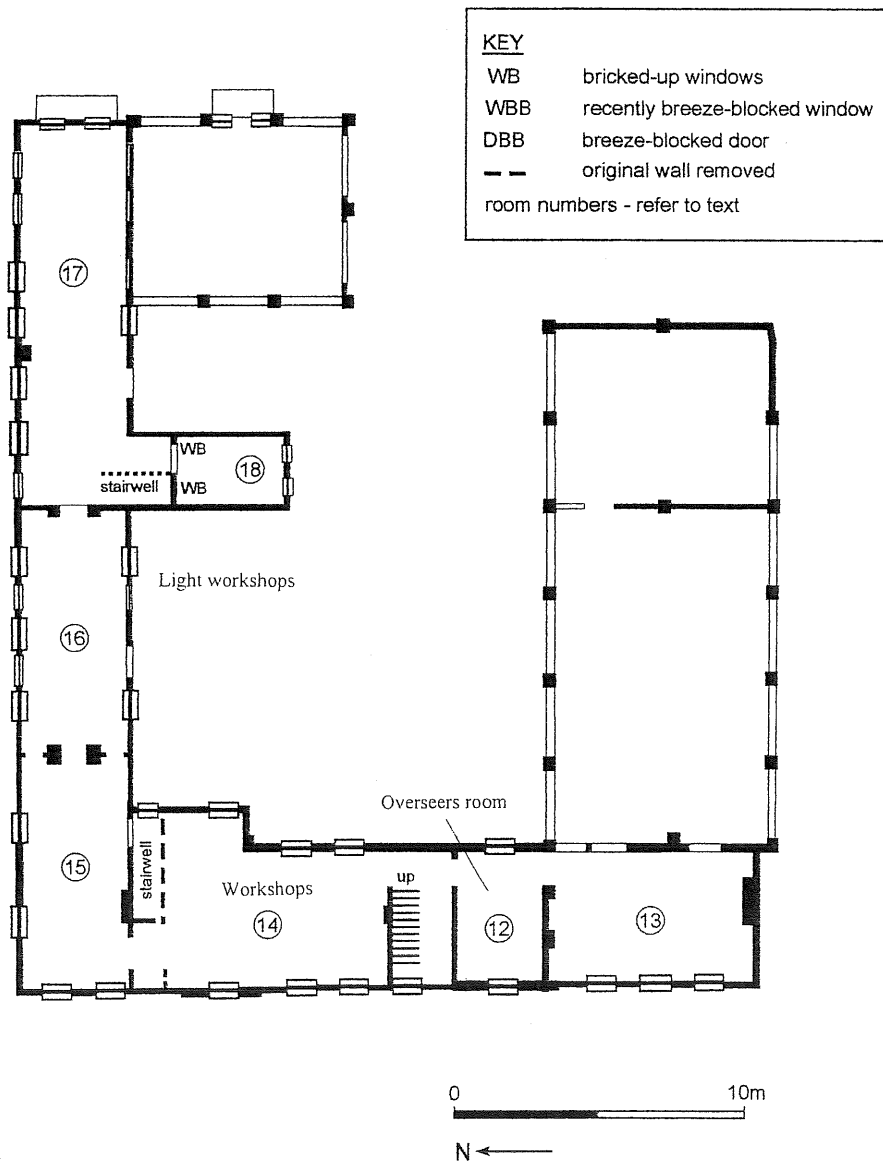 KEY
WB bricked-up windows
WBB recently breeze-blocked window
DBB breeze-blocked door
original wall removed
room numbers - refer to text
17
WB
18
stairwell
WB
Light workshops
16
Overseers room
15
stairwell
Workshops
up
14
12
13
0 10m
N